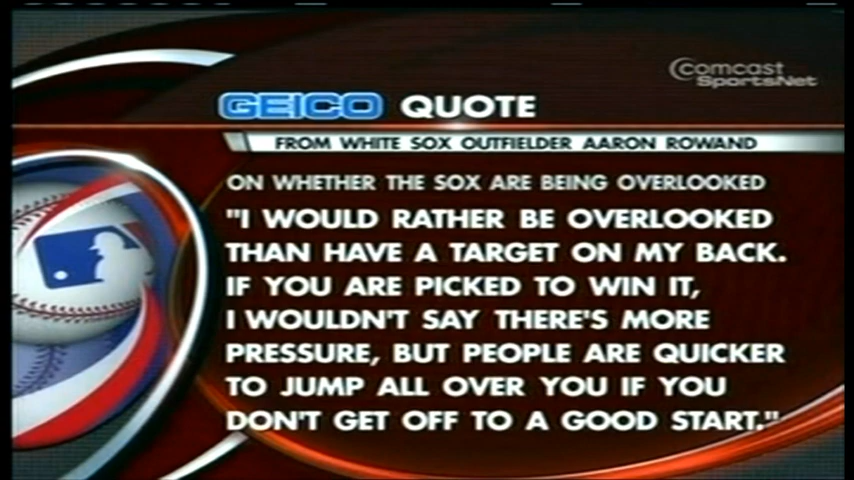 comcast
SportsNet
GEICO QUOTE
FROM WHITE SOX OUTFIELDER AARON ROWAND
ON WHETHER THE SOX ARE BEING OVERLOOKED
"I WOULD RATHER BE OVERLOOKED
THAN HAVE A TARGET ON MY BACK.
IF YOU ARE PICKED TO WIN IT,
I WOULDN'T SAY THERE'S MORE
PRESSURE, BUT PEOPLE ARE QUICKER
TO JUMP ALL OVER YOU IF YOU
DON'T GET OFF TO A GOOD START."